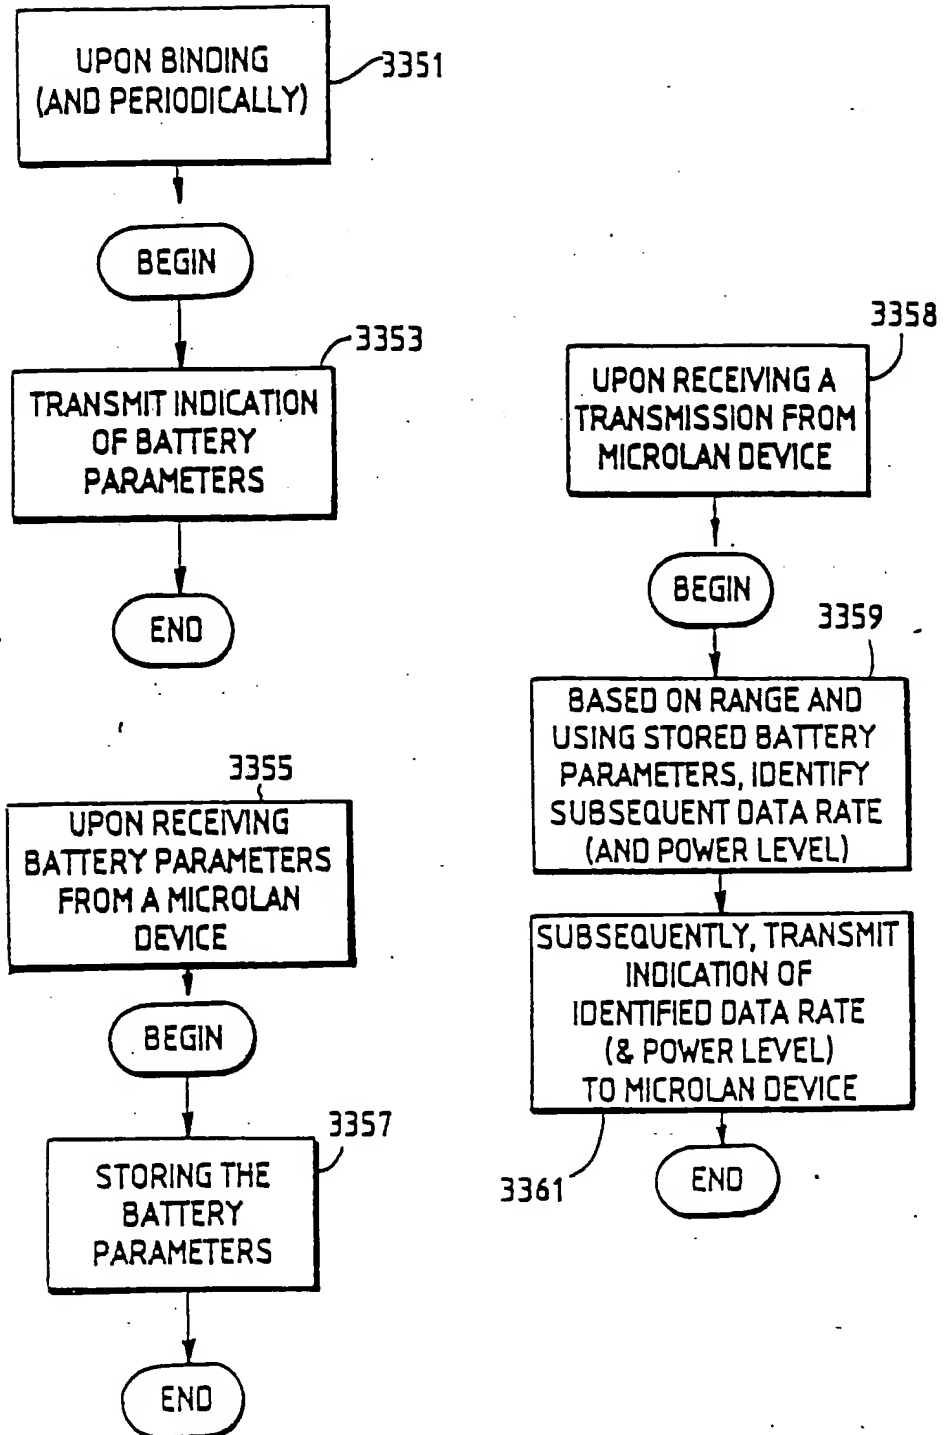 UPON BINDING
(AND PERIODICALLY)
3351
BEGIN
3353
TRANSMIT INDICATION
OF BATTERY
PARAMETERS
END
3355
UPON RECEIVING
BATTERY PARAMETERS
FROM A MICROLAN
DEVICE
BEGIN
3357
STORING THE
BATTERY
PARAMETERS
END
3358
UPON RECEIVING A
TRANSMISSION FROM
MICROLAN DEVICE
BEGIN
3359
BASED ON RANGE AND
USING STORED BATTERY
PARAMETERS, IDENTIFY
SUBSEQUENT DATA RATE
(AND POWER LEVEL)
SUBSEQUENTLY, TRANSMIT
INDICATION OF
IDENTIFIED DATA RATE
(& POWER LEVEL)
TO MICROLAN DEVICE
3361
END